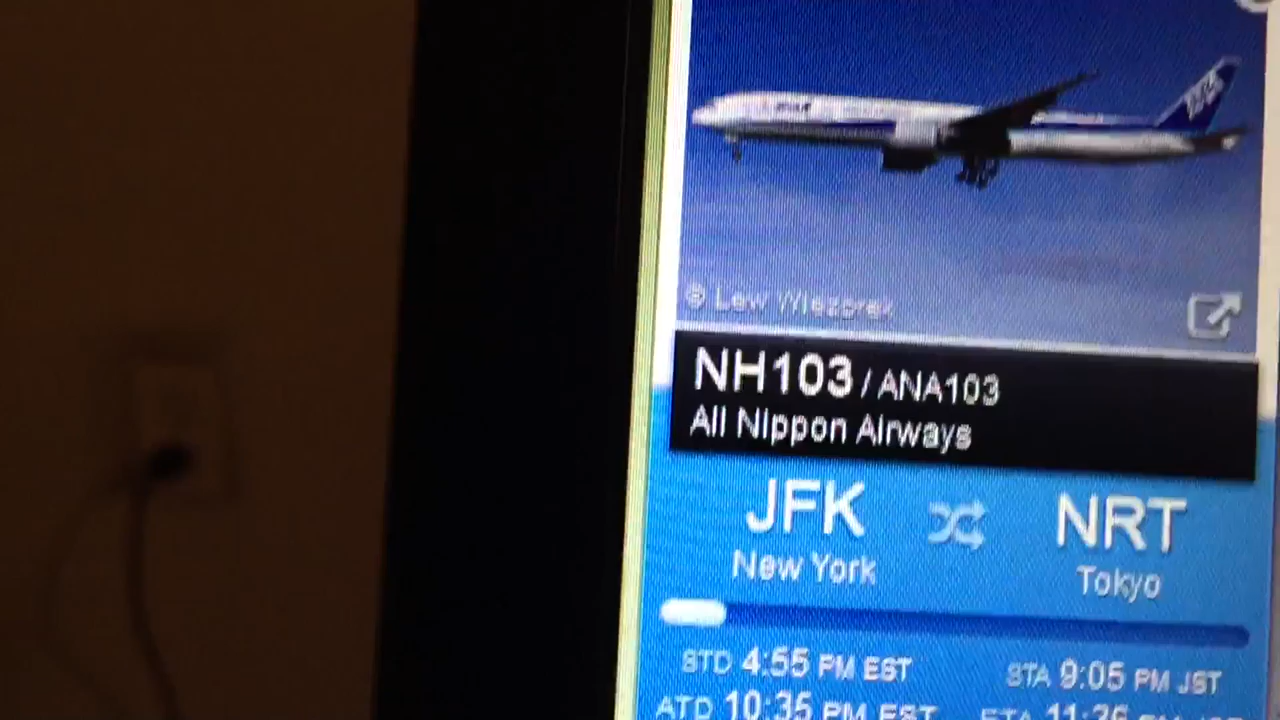 © Lew Wiezorek
NH103 / ANA103
All Nippon Airways
JFK NRT
New York Tokyo
STD 4:55 PM EST STA 9:05 PM JST
ATD 10:35 PM EST ETA